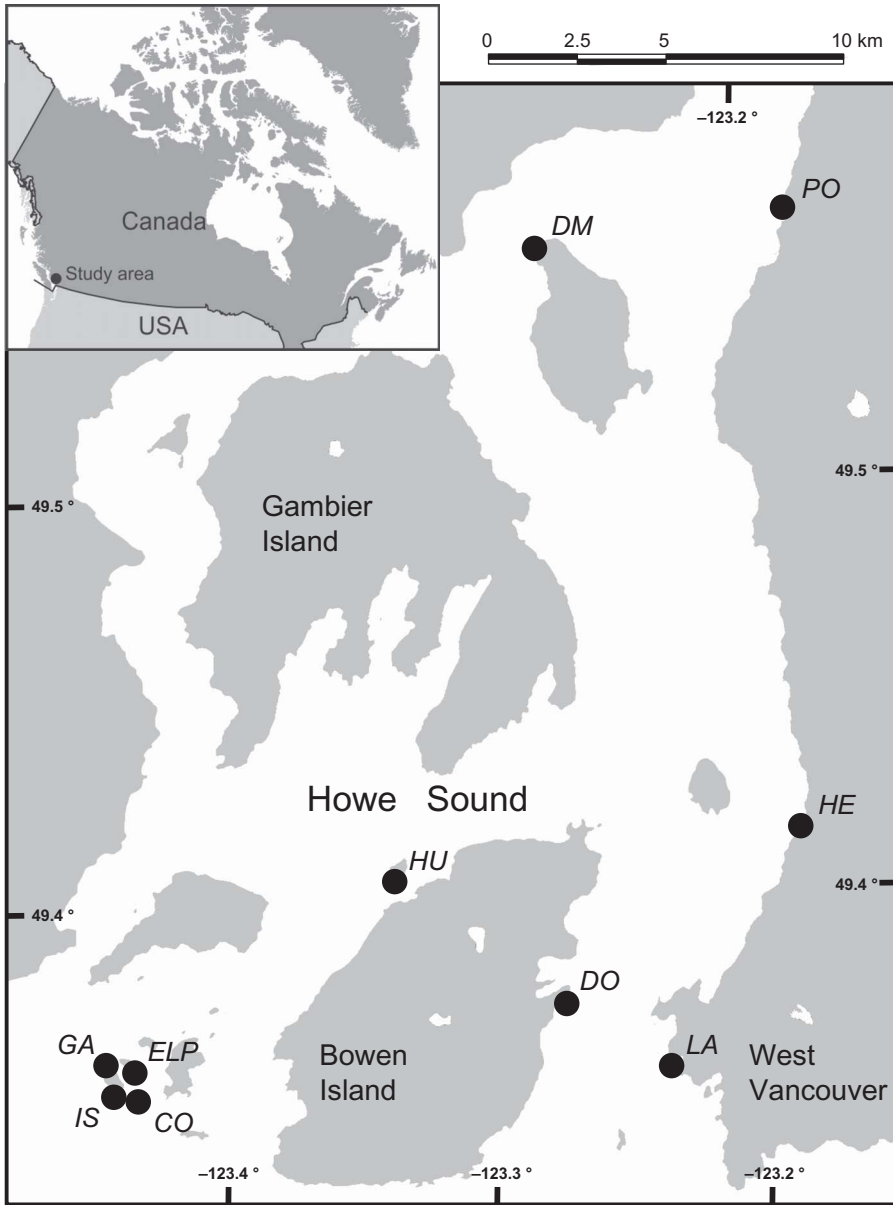 0 2.5 5 10 km
–123.2 °
PO
DM
Canada
Study area
USA
49.5 °
49.5 °
Gambier
Island
Howe Sound
HE
HU
49.4 °
49.4 °
DO
GA
ELP
LA
Bowen
Island
West
Vancouver
IS
CO
–123.4 °
–123.3 °
–123.2 °